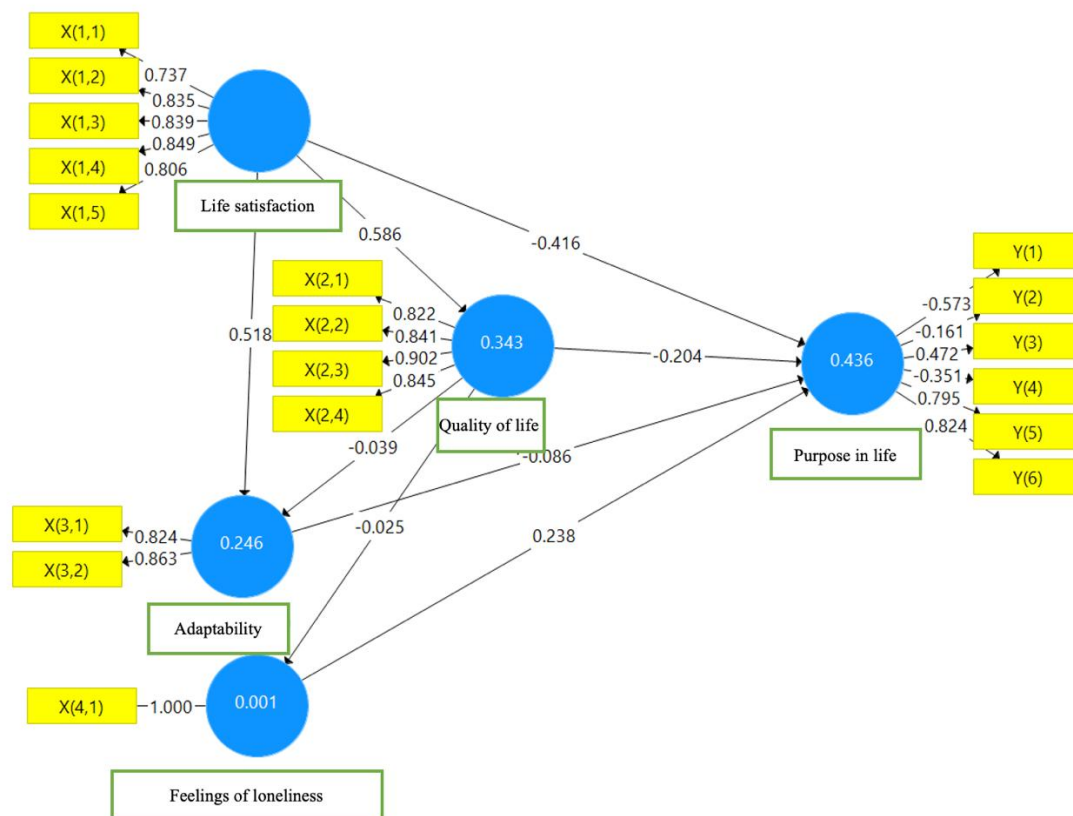 X(1,1)
0.737
X(1,2)
0.835
X(1,3)
0.839
X(1,4)
0.849
X(1,5)
0.806
Life satisfaction
0.586
-0.416
0.518
X(2,1)
0.822
X(2,2)
0.841
X(2,3)
0.902
X(2,4)
0.845
0.343
Quality of life
-0.204
-0.039
-0.025
-0.086
0.238
Y(1)
-0.573
Y(2)
-0.161
Y(3)
0.472
Y(4)
-0.351
Y(5)
0.795
Y(6)
0.824
0.436
Purpose in life
X(3,1)
0.824
X(3,2)
0.863
0.246
Adaptability
X(4,1)
1.000
0.001
Feelings of loneliness